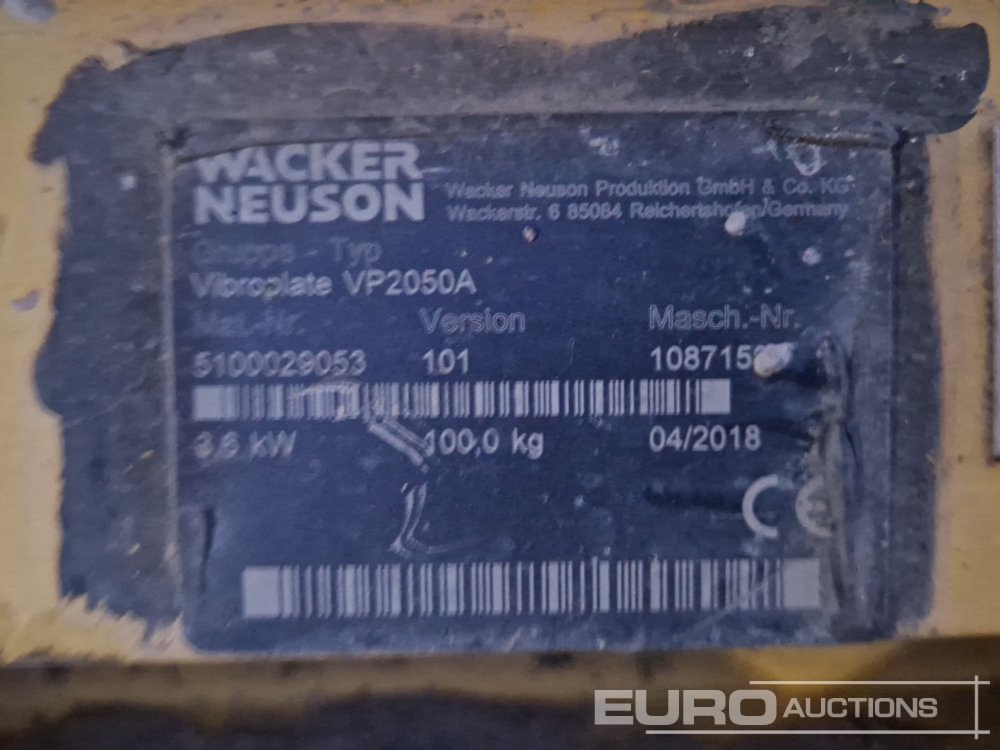 WACKER
NEUSON
Wacker Neuson Produktion GmbH & Co. KG
Wackerstr. 6 85084 Reichertshofen/Germany
Gruppe - Typ
Vibroplate VP2050A
Mat.-Nr. Version Masch.-Nr.
5100029053 101
3,6 kW 100,0 kg 04/2018
CE
EURO AUCTIONS